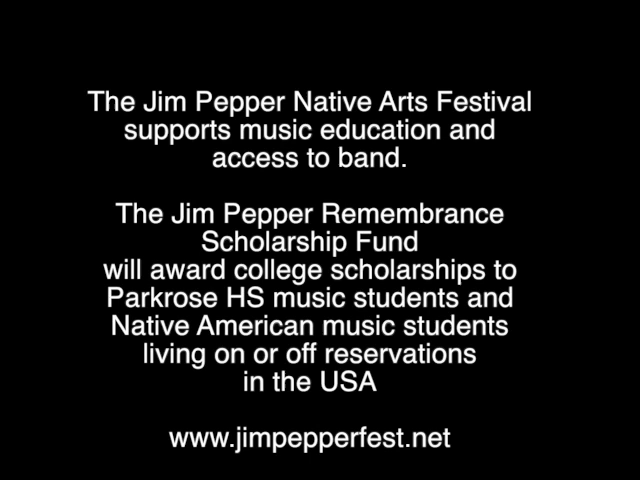 The Jim Pepper Native Arts Festival
supports music education and
access to band.
The Jim Pepper Remembrance
Scholarship Fund
will award college scholarships to
Parkrose HS music students and
Native American music students
living on or off reservations
in the USA
www.jimpepperfest.net